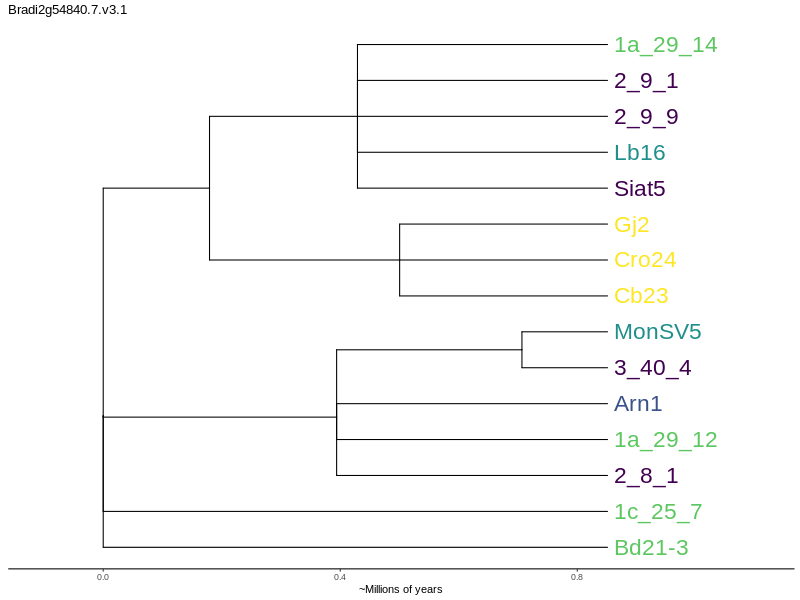 Bradi2g54840.7.v3.1
1a_29_14
2_9_1
2_9_9
Lb16
Siat5
Gj2
Cro24
Cb23
MonSV5
3_40_4
Arn1
1a_29_12
2_8_1
1c_25_7
Bd21-3
0.0 0.4 0.8
~Millions of years